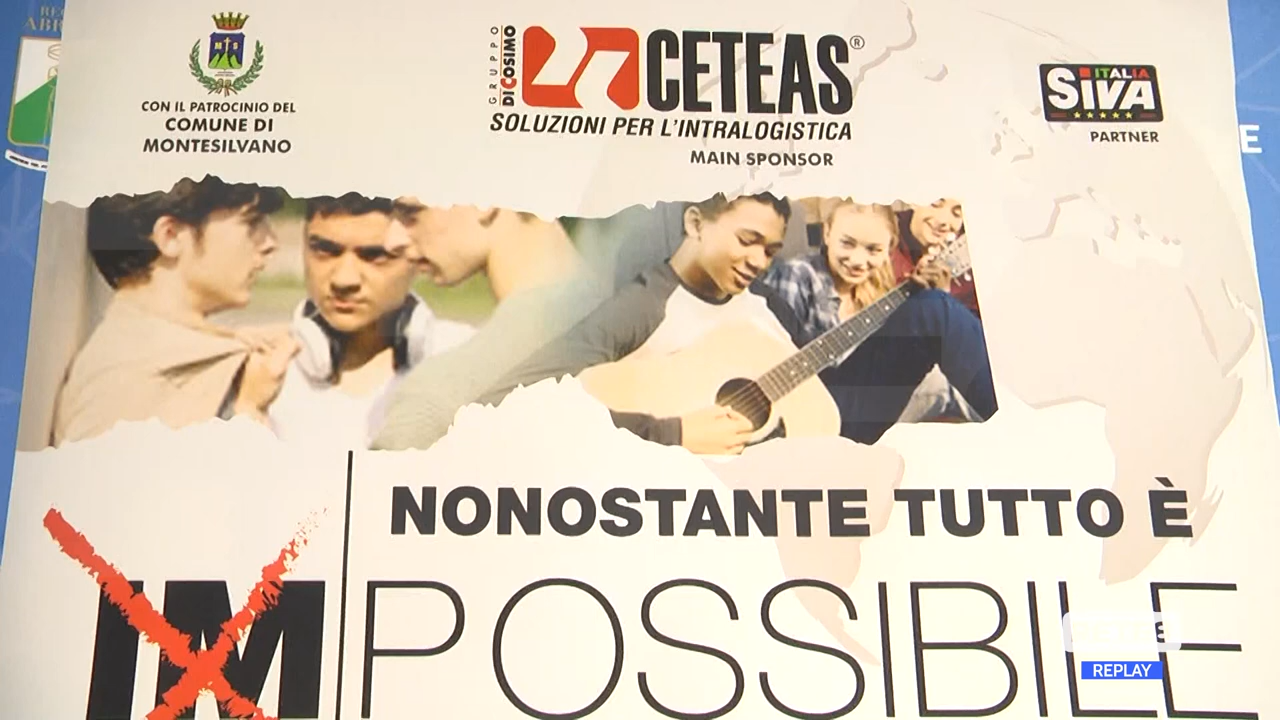 CON IL PATROCINIO DEL
COMUNE DI
MONTESILVANO
GRUPPO
DI COSIMO
CETEAS®
SOLUZIONI PER L'INTRALOGISTICA
MAIN SPONSOR
ITALIA
SIVA
PARTNER
NONOSTANTE TUTTO È
IMPOSSIBILE
REPLAY